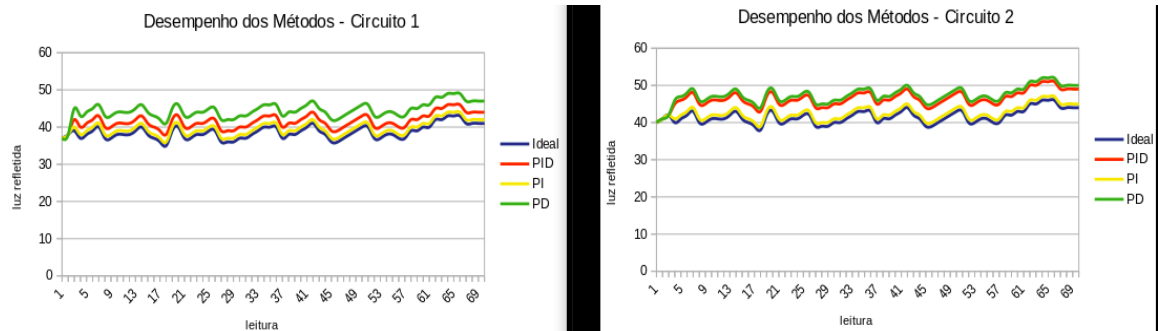 Desempenho dos Métodos - Circuito 1
60
50
40
30
20
10
0
luz refletida
1 5 9 13 17 21 25 29 33 37 41 45 49 53 57 61 65 69
leitura
Ideal
PID
PI
PD
Desempenho dos Métodos - Circuito 2
60
50
40
30
20
10
0
luz refletida
1 5 9 13 17 21 25 29 33 37 41 45 49 53 57 61 65 69
leitura
Ideal
PID
PI
PD